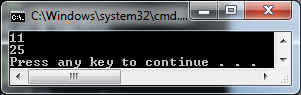 C:\Windows\system32\cmd....
11
25
Press any key to continue . . .